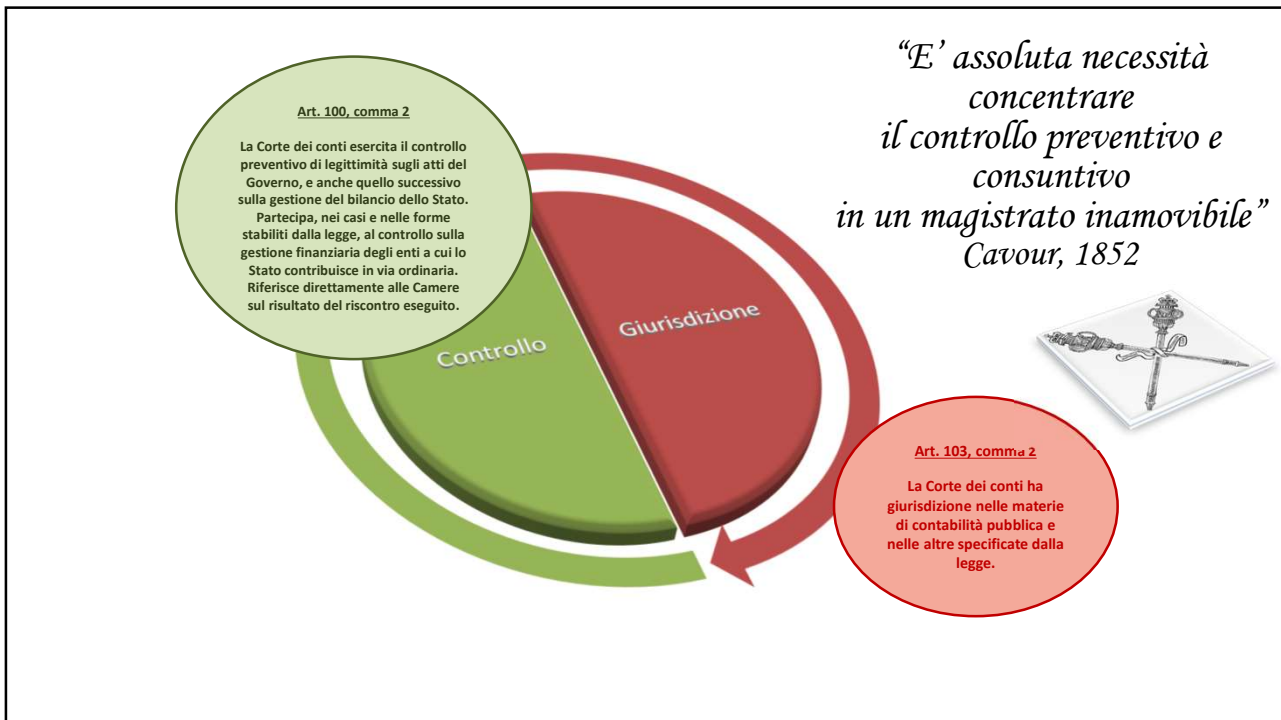 Art. 100, comma 2
La Corte dei conti esercita il controllo
preventivo di legittimità sugli atti del
Governo, e anche quello successivo
sulla gestione del bilancio dello Stato.
Partecipa, nei casi e nelle forme
stabiliti dalla legge, al controllo sulla
gestione finanziaria degli enti a cui lo
Stato contribuisce in via ordinaria.
Riferisce direttamente alle Camere
sul risultato del riscontro eseguito.
“E’ assoluta necessità
concentrare
il controllo preventivo e
consuntivo
in un magistrato inamovibile”
Cavour, 1852
Controllo
Giurisdizione
Art. 103, comma 2
La Corte dei conti ha
giurisdizione nelle materie
di contabilità pubblica e
nelle altre specificate dalla
legge.